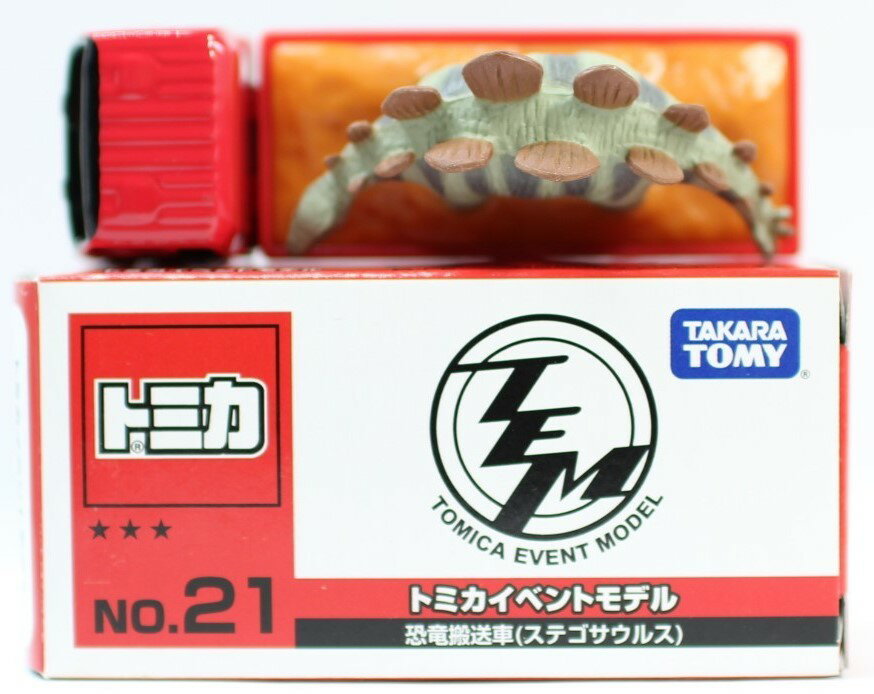 トミカ®
★★★
NO.21
TEM
TOMICA EVENT MODEL
TAKARA
TOMY®
トミカイベントモデル
恐竜搬送車(ステゴサウルス)